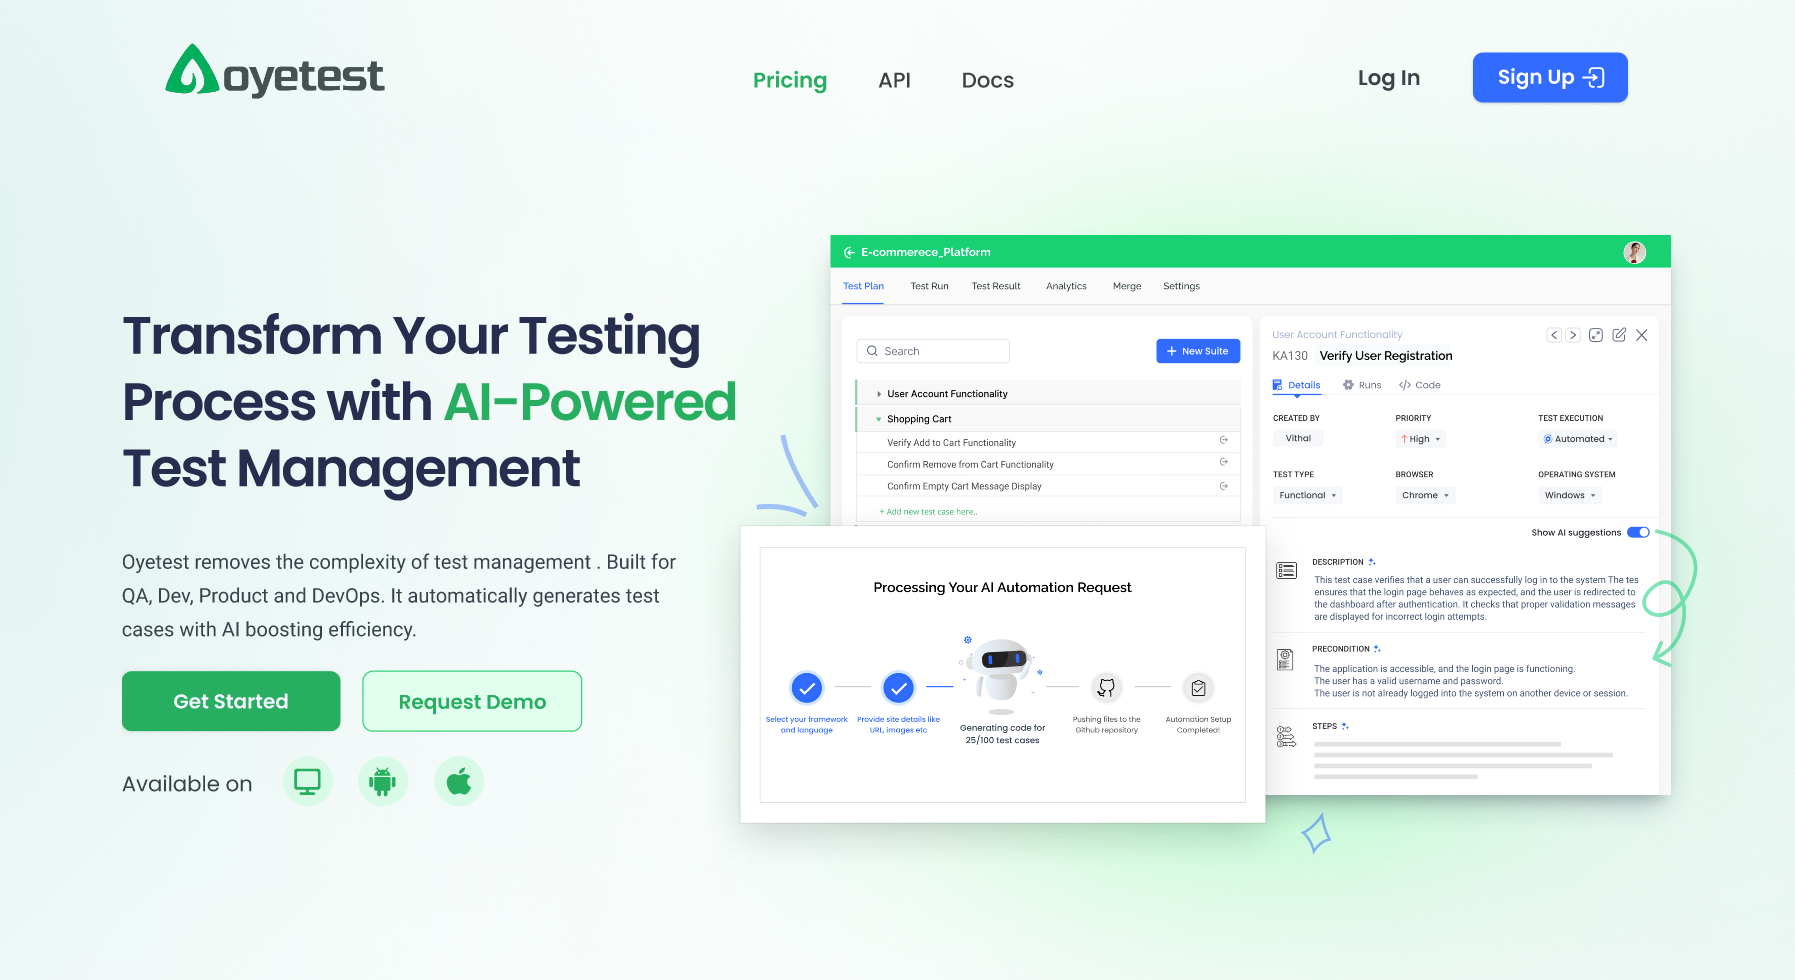 oyetest
Pricing
API
Docs
Log In
Sign Up
Transform Your Testing
Process with AI-Powered
Test Management
Oyetest removes the complexity of test management . Built for
QA, Dev, Product and DevOps. It automatically generates test
cases with AI boosting efficiency.
Get Started
Request Demo
Available on
E-commerece_Platform
Test Plan
Test Run
Test Result
Analytics
Merge
Settings
Search
New Suite
User Account Functionality
Shopping Cart
Verify Add to Cart Functionality
Confirm Remove from Cart Functionality
Confirm Empty Cart Message Display
+ Add new test case here..
User Account Functionality
KA130 Verify User Registration
Details
Runs
Code
CREATED BY
PRIORITY
TEST EXECUTION
Vithal
High
Automated
TEST TYPE
BROWSER
OPERATING SYSTEM
Functional
Chrome
Windows
Show AI suggestions
DESCRIPTION
This test case verifies that a user can successfully log in to the system The tes
ensures that the login page behaves as expected, and the user is redirected to
the dashboard after authentication. It checks that proper validation messages
are displayed for incorrect login attempts.
PRECONDITION
The application is accessible, and the login page is functioning.
The user has a valid username and password.
The user is not already logged into the system on another device or session.
STEPS
Processing Your AI Automation Request
Select your framework
and language
Provide site details like
URL, images etc
Generating code for
25/100 test cases
Pushing files to the
Github repository
Automation Setup
Completed!